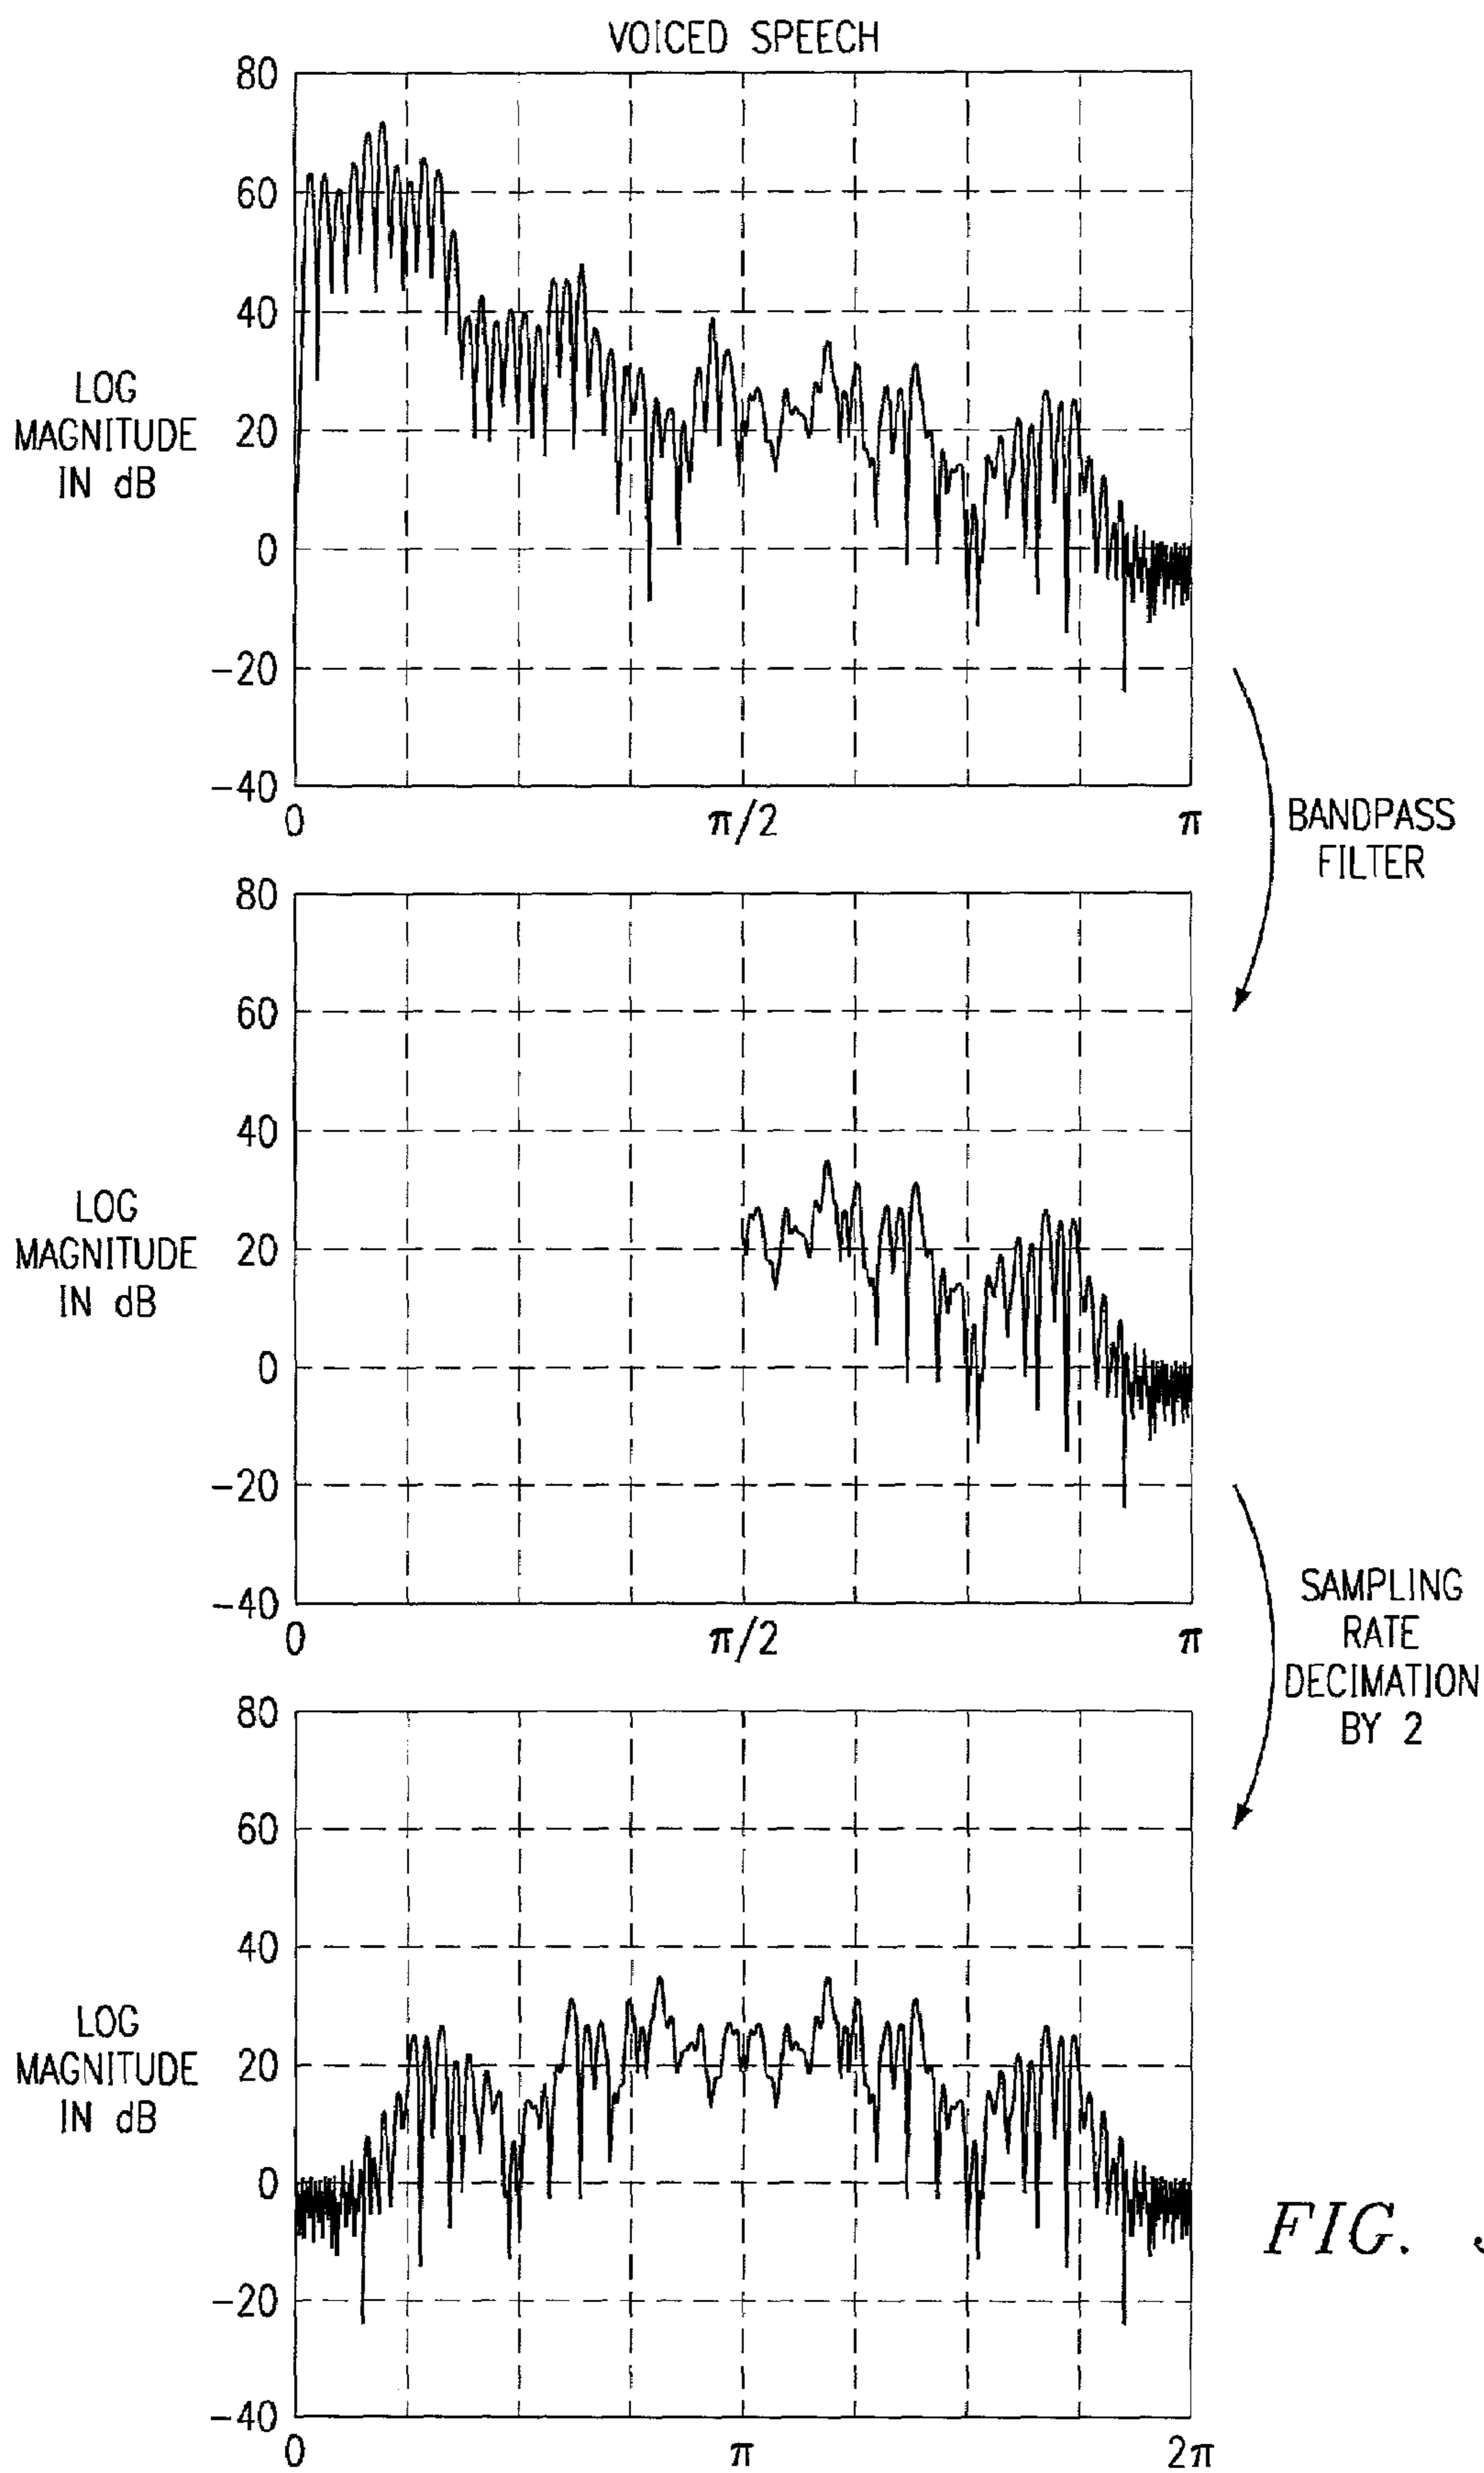 VOICED SPEECH
80
60
40
20
0
-20
-40
LOG
MAGNITUDE
IN dB
0
π/2
π
BANDPASS
FILTER
80
60
40
20
0
-20
-40
LOG
MAGNITUDE
IN dB
0
π/2
π
SAMPLING
RATE
DECIMATION
BY 2
80
60
40
20
0
-20
-40
LOG
MAGNITUDE
IN dB
0
π
2π
FIG.